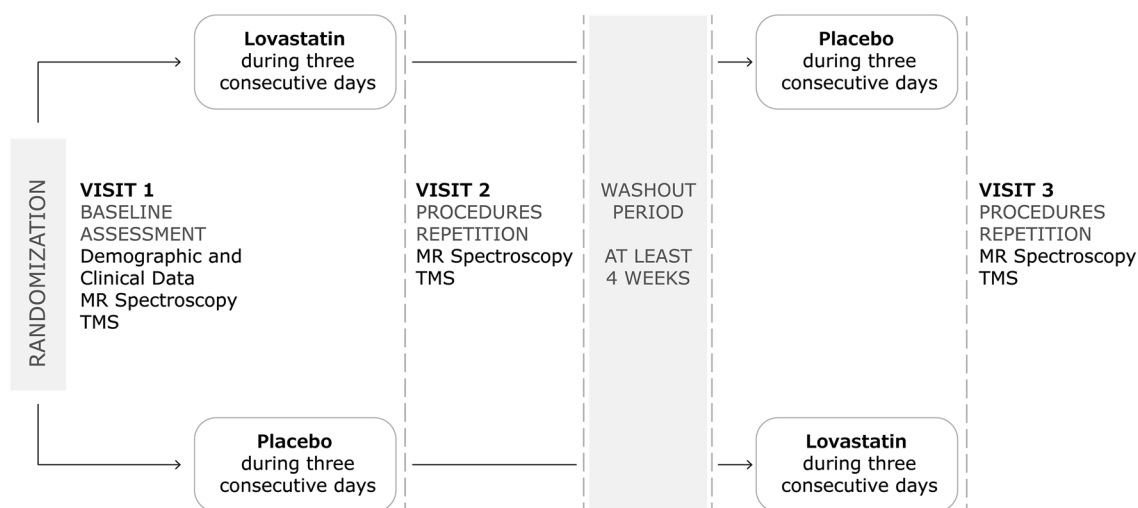 Lovastatin
during three
consecutive days
Placebo
during three
consecutive days
RANDOMIZATION
VISIT 1
BASELINE
ASSESSMENT
Demographic and
Clinical Data
MR Spectroscopy
TMS
VISIT 2
PROCEDURES
REPETITION
MR Spectroscopy
TMS
WASHOUT
PERIOD
AT LEAST
4 WEEKS
VISIT 3
PROCEDURES
REPETITION
MR Spectroscopy
TMS
Placebo
during three
consecutive days
Lovastatin
during three
consecutive days